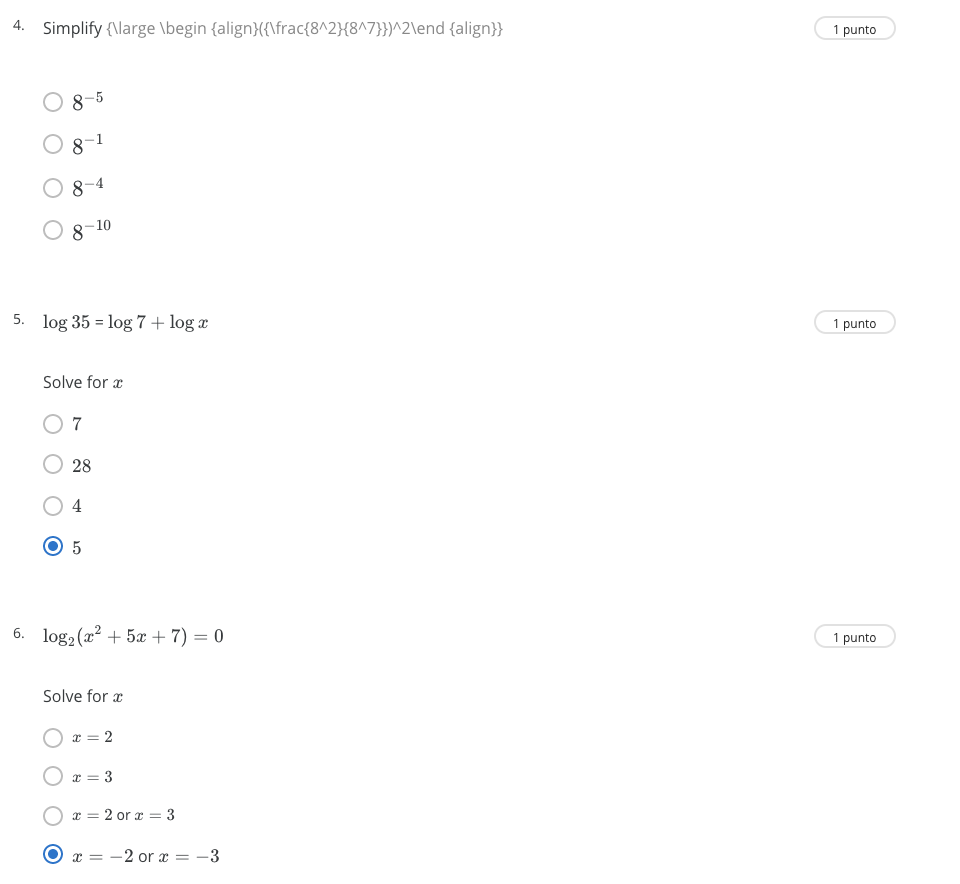 4. Simplify {\large \begin {align}({\frac{8^2}{8^7}})^2\end {align}} 1 punto
8⁻⁵
8⁻¹
8⁻⁴
8⁻¹⁰
5. log 35 = log 7 + log x 1 punto
Solve for x
7
28
4
5
6. log₂(x² + 5x + 7) = 0 1 punto
Solve for x
x = 2
x = 3
x = 2 or x = 3
x = −2 or x = −3